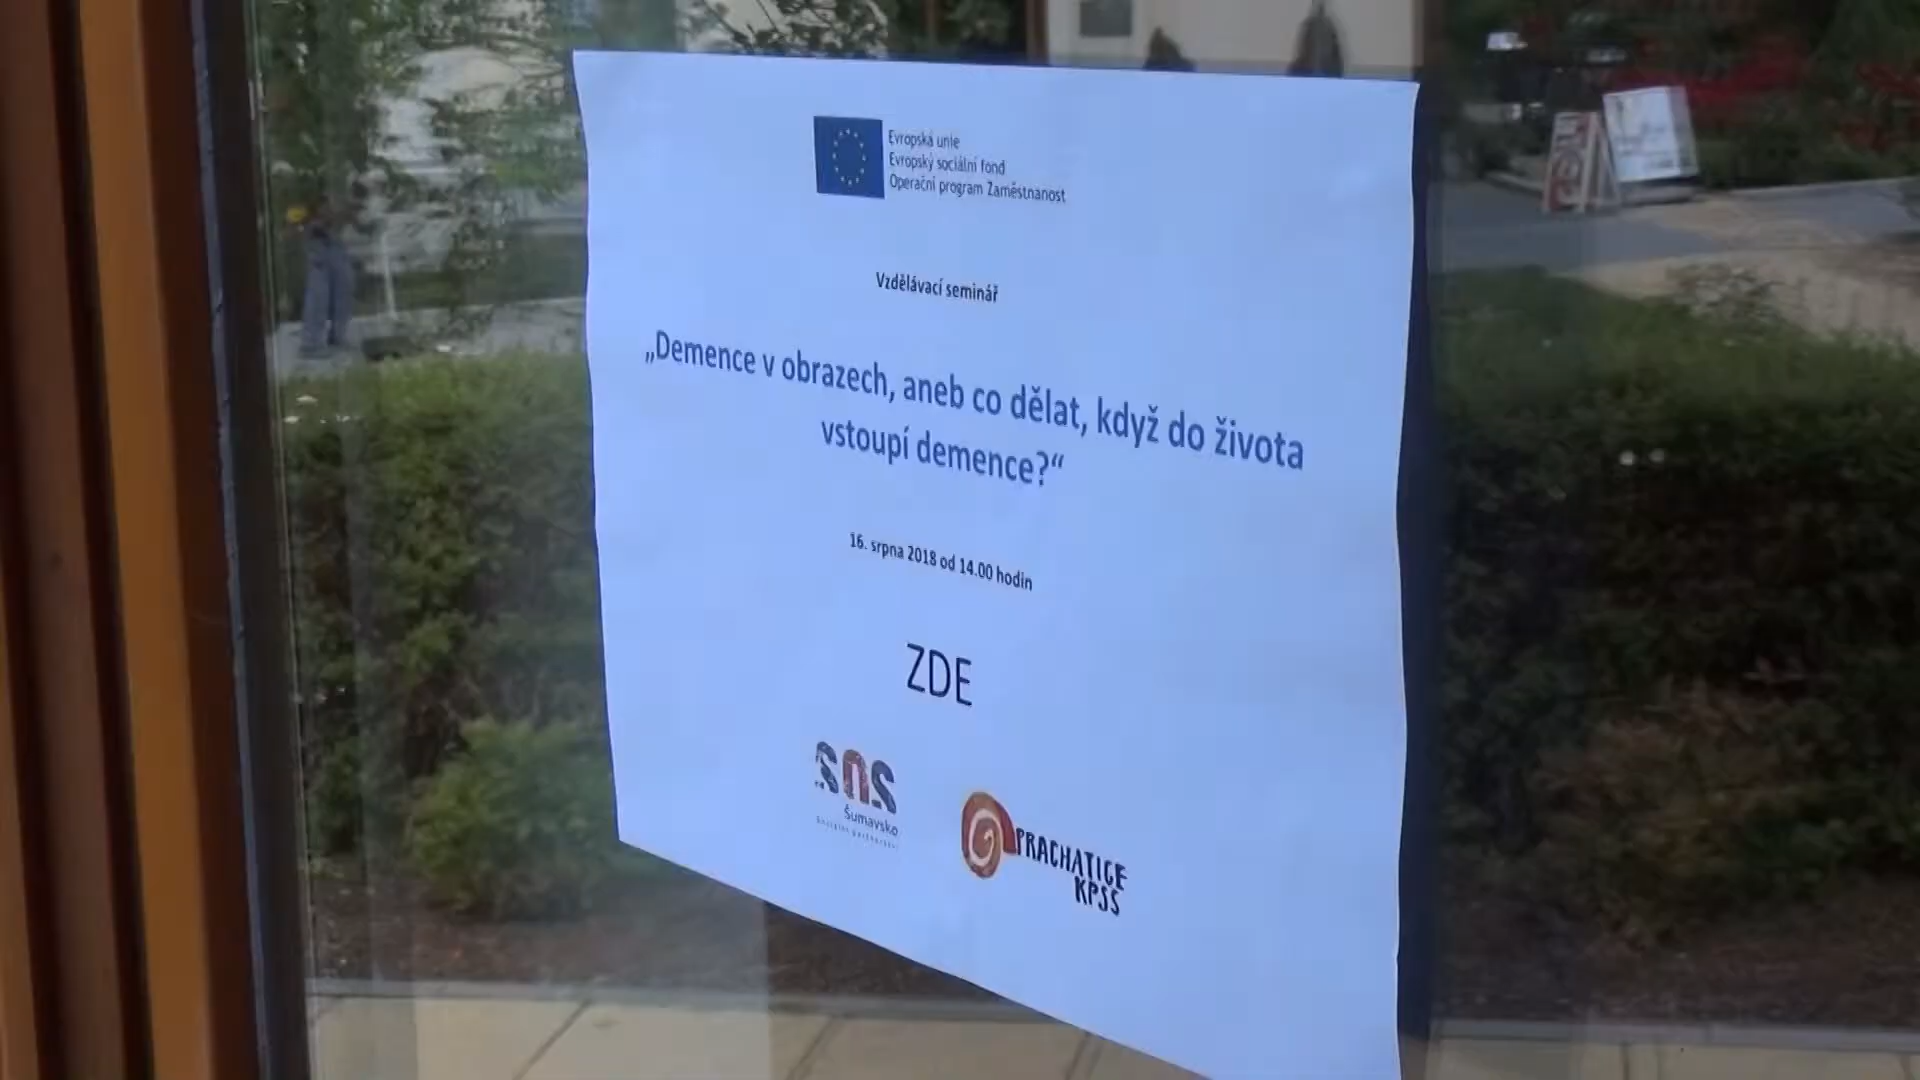 Evropská unie
Evropský sociální fond
Operační program Zaměstnanost
Vzdělávací seminář
„Demence v obrazech, aneb co dělat, když do života
vstoupí demence?“
16. srpna 2018 od 14.00 hodin
ZDE
sns
Šumavsko
PRACHATICE
KPSS